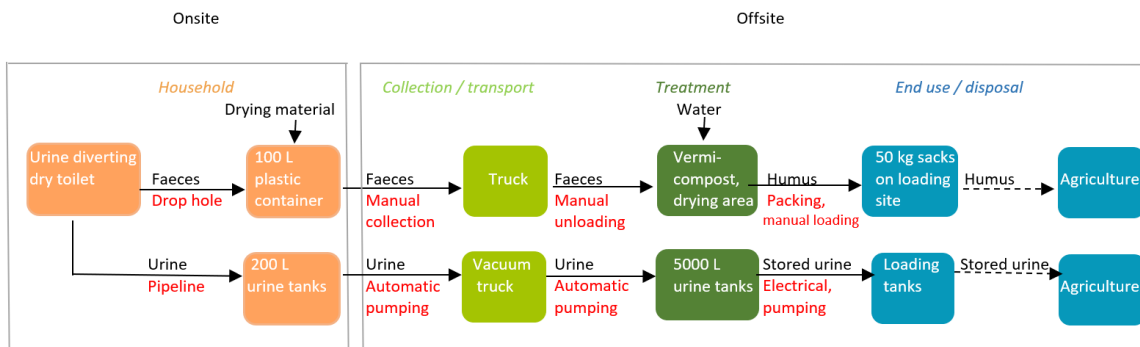 Onsite
Offsite
Household
Collection / transport
Treatment
End use / disposal
Drying material
Water
Urine diverting
dry toilet
Faeces
Drop hole
100 L
plastic
container
Faeces
Manual
collection
Truck
Faeces
Manual
unloading
Vermi-
compost,
drying area
Humus
Packing,
manual loading
50 kg sacks
on loading
site
Humus
Agriculture
Urine
Pipeline
200 L
urine tanks
Urine
Automatic
pumping
Vacuum
truck
Urine
Automatic
pumping
5000 L
urine tanks
Stored urine
Electrical,
pumping
Loading
tanks
Stored urine
Agriculture